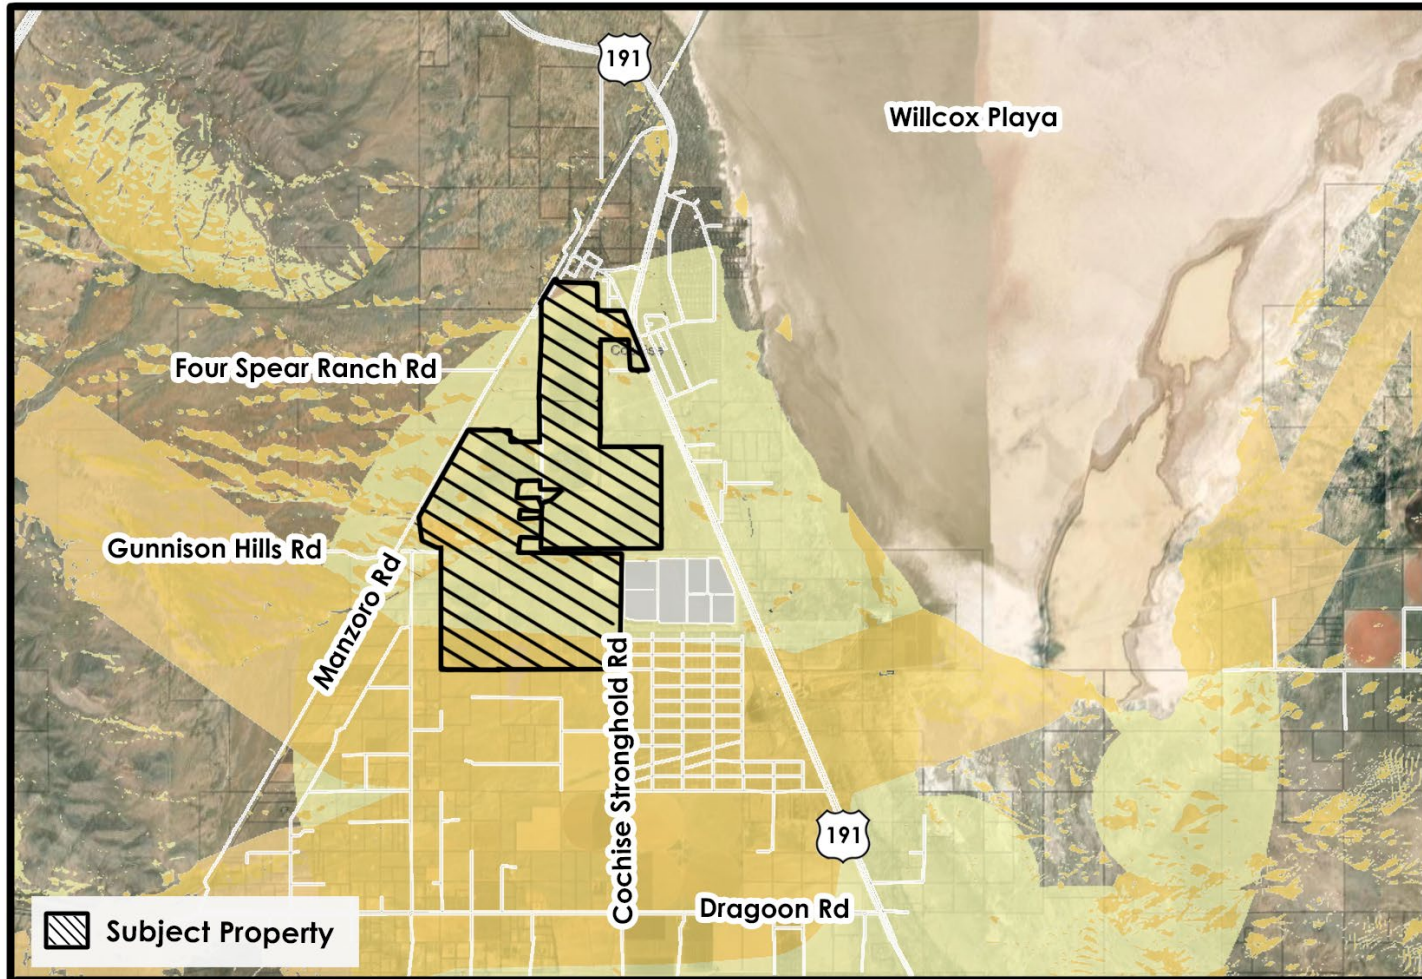 191
Willcox Playa
Cochise
Four Spear Ranch Rd
Gunnison Hills Rd
Manzoro Rd
Cochise Stronghold Rd
191
Dragoon Rd
Subject Property